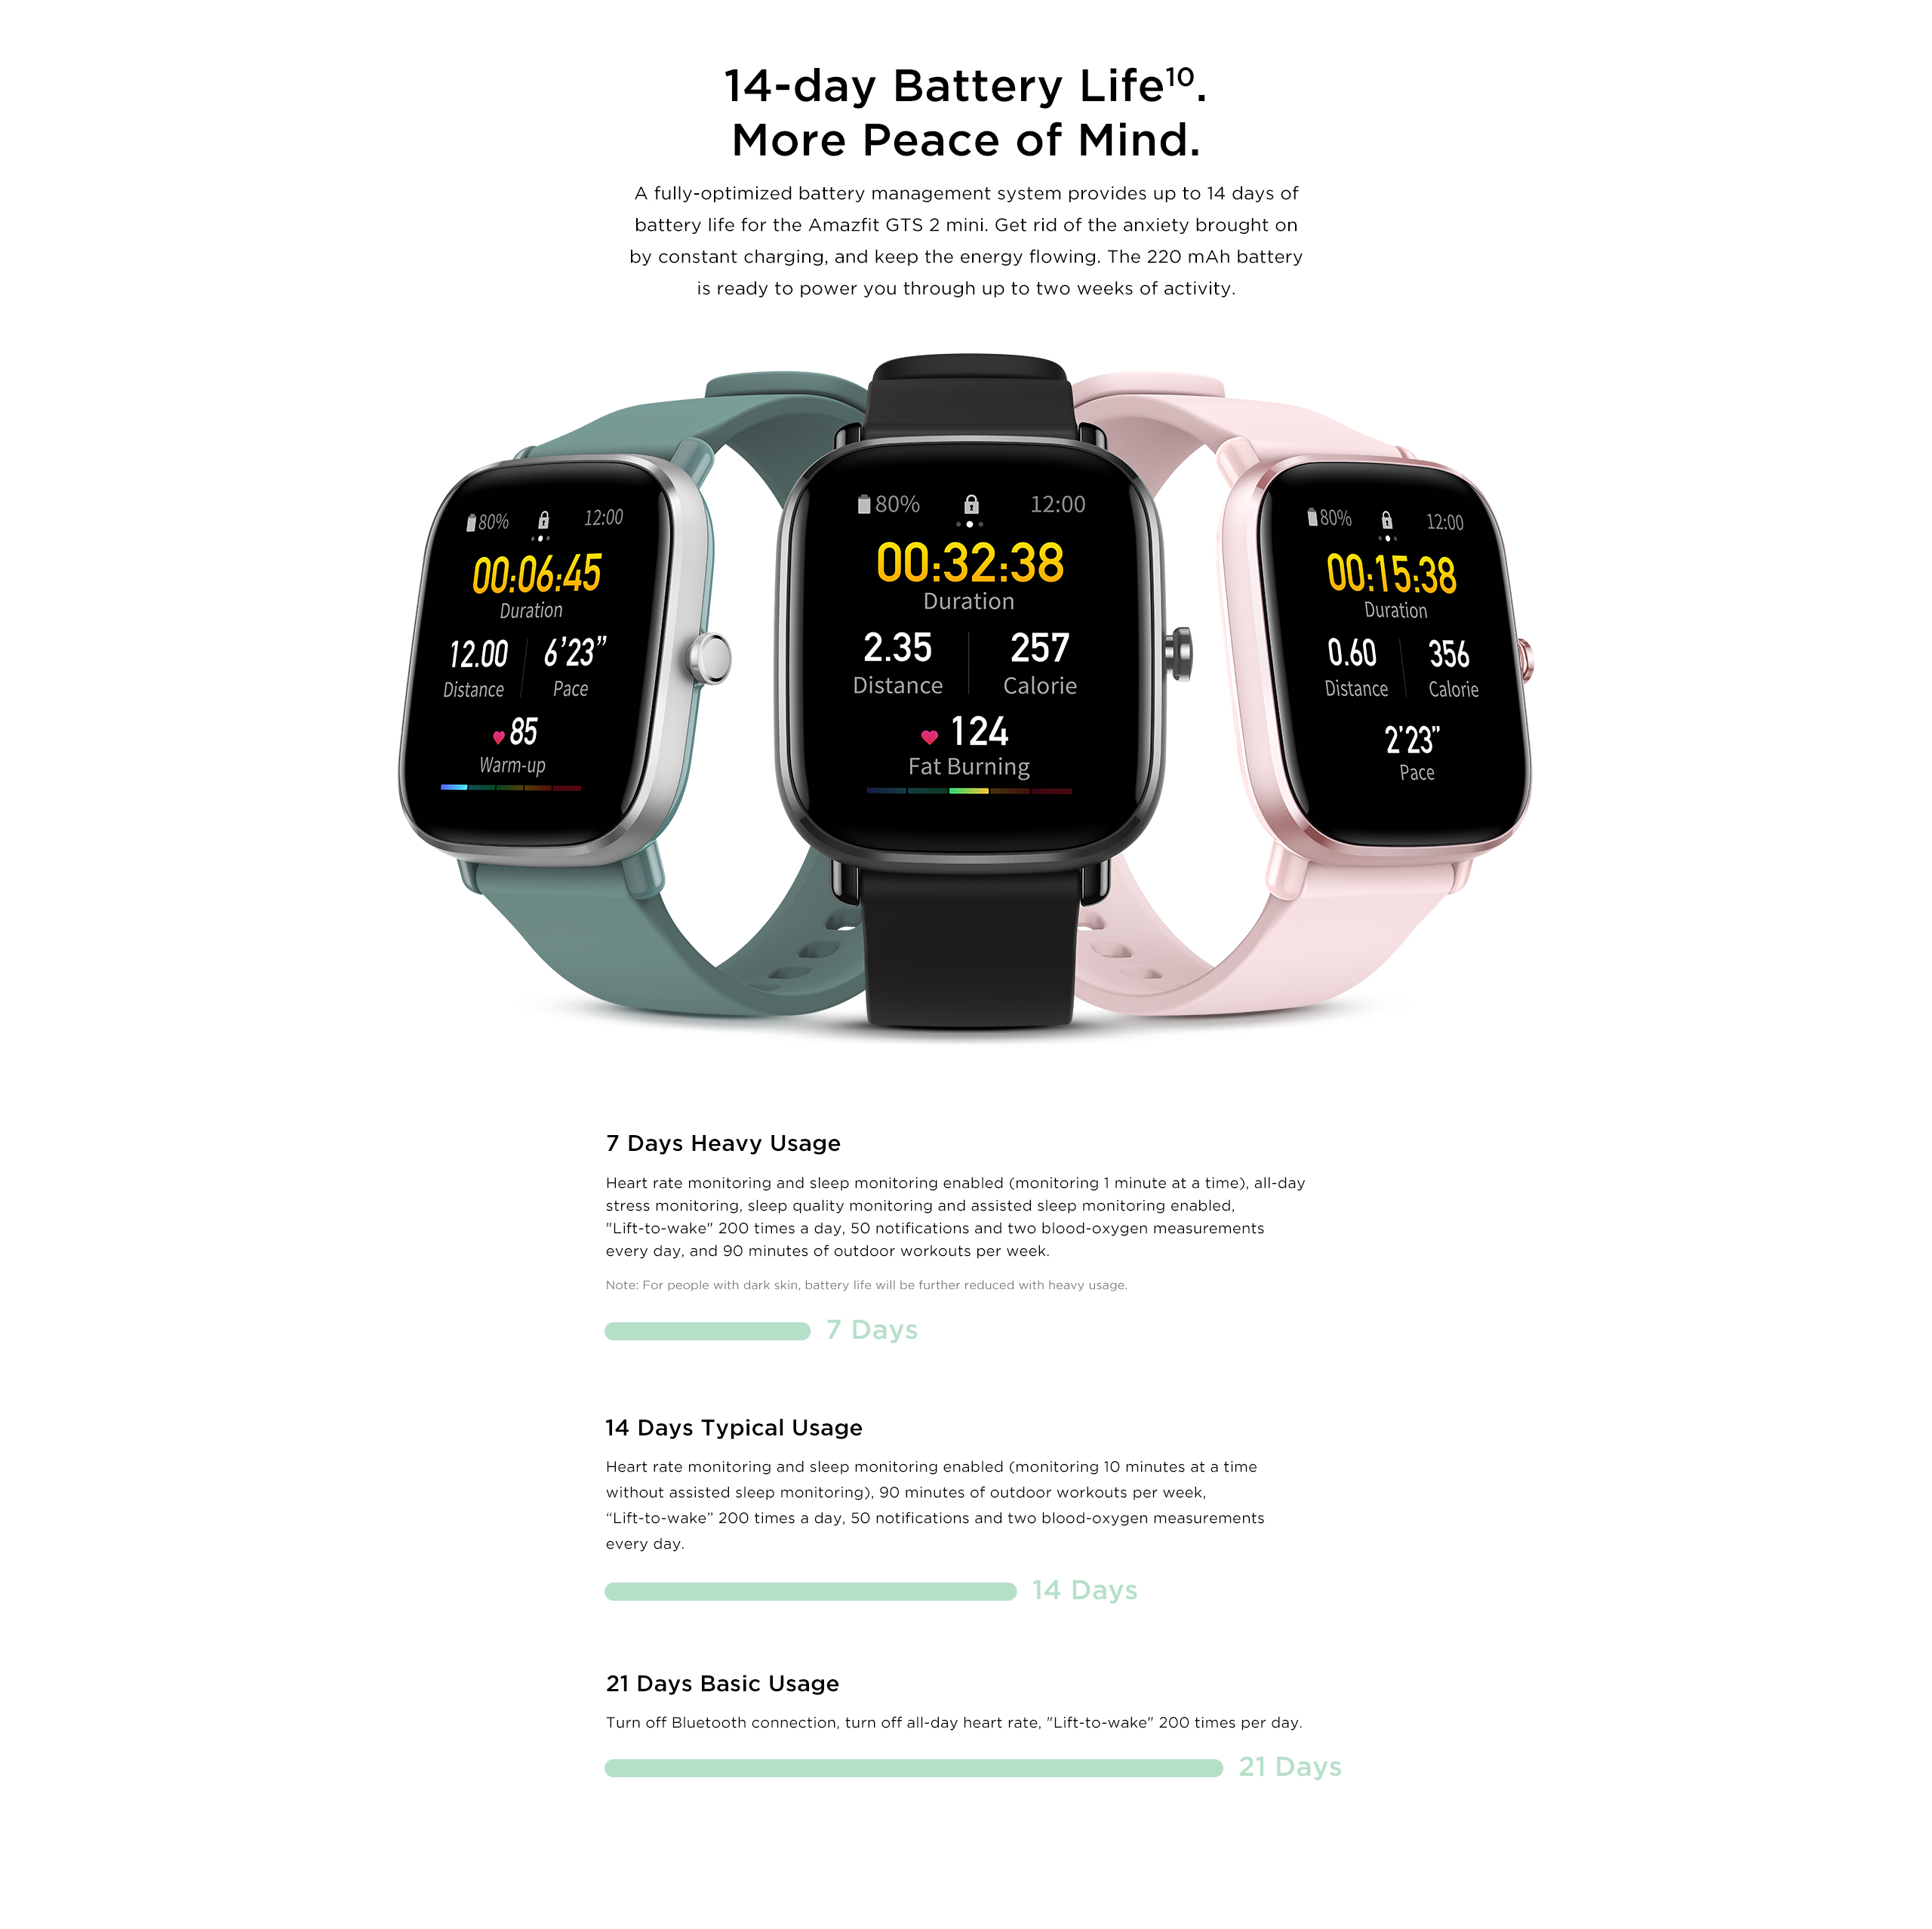 14-day Battery Life¹⁰.
More Peace of Mind.
A fully-optimized battery management system provides up to 14 days of
battery life for the Amazfit GTS 2 mini. Get rid of the anxiety brought on
by constant charging, and keep the energy flowing. The 220 mAh battery
is ready to power you through up to two weeks of activity.
80% 12:00
00:06:45
Duration
12.00 6'23”
Distance Pace
85
Warm-up
80% 12:00
00:32:38
Duration
2.35 257
Distance Calorie
124
Fat Burning
80% 12:00
00:15:38
Duration
0.60 356
Distance Calorie
2'23”
Pace
7 Days Heavy Usage
Heart rate monitoring and sleep monitoring enabled (monitoring 1 minute at a time), all-day
stress monitoring, sleep quality monitoring and assisted sleep monitoring enabled,
"Lift-to-wake" 200 times a day, 50 notifications and two blood-oxygen measurements
every day, and 90 minutes of outdoor workouts per week.
Note: For people with dark skin, battery life will be further reduced with heavy usage.
7 Days
14 Days Typical Usage
Heart rate monitoring and sleep monitoring enabled (monitoring 10 minutes at a time
without assisted sleep monitoring), 90 minutes of outdoor workouts per week,
“Lift-to-wake” 200 times a day, 50 notifications and two blood-oxygen measurements
every day.
14 Days
21 Days Basic Usage
Turn off Bluetooth connection, turn off all-day heart rate, "Lift-to-wake" 200 times per day.
21 Days